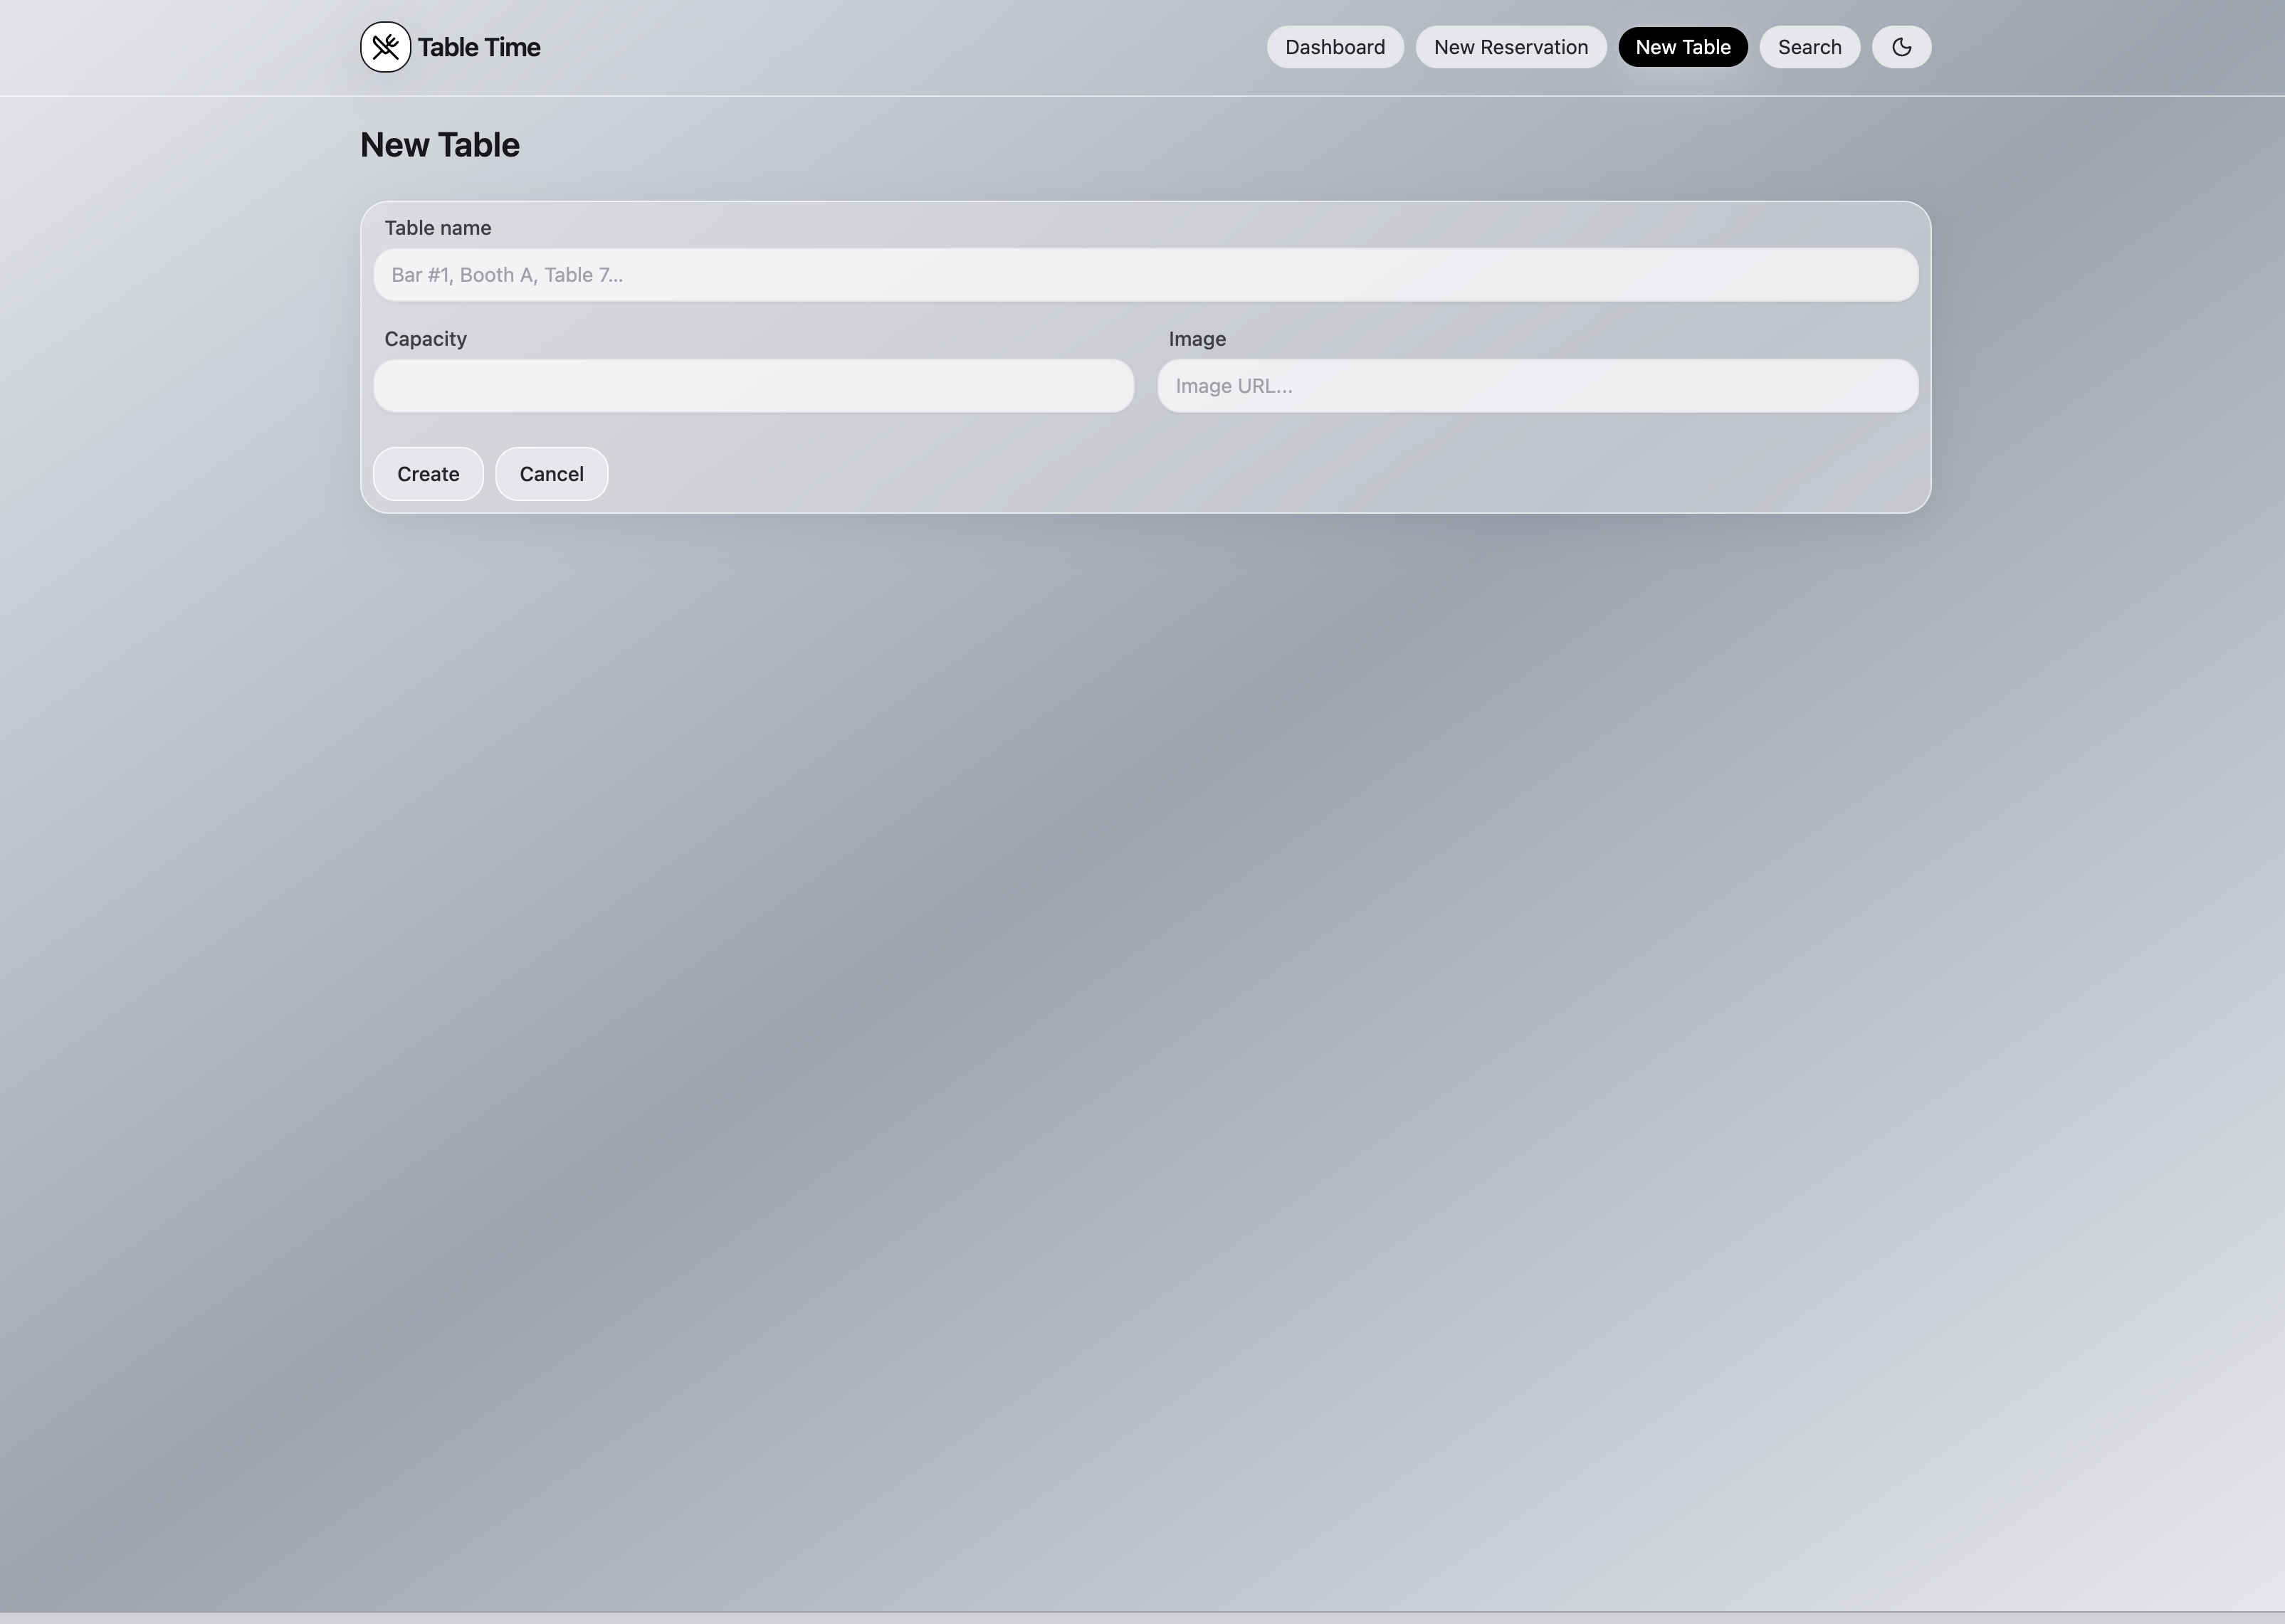 Table Time
Dashboard
New Reservation
New Table
Search
New Table
Table name
Bar #1, Booth A, Table 7...
Capacity
Image
Image URL...
Create
Cancel